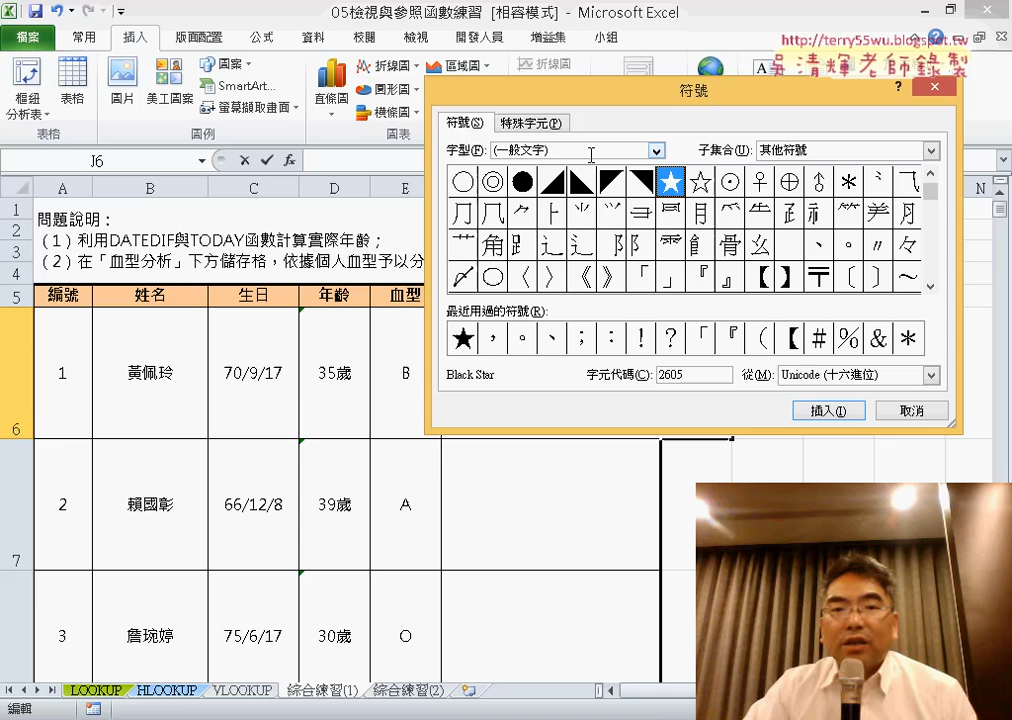 05檢視與參照函數練習 [相容模式] - Microsoft Excel
檔案 常用 插入 版面配置 公式 資料 校閱 檢視 開發人員 增益集 小組
http://terry55wu.blogspot.tw
吳清輝老師錄製
樞紐分析表 表格 圖片 美工圖案 圖案 SmartArt... 螢幕擷取畫面 直條圖 折線圖 圓形圖 橫條圖 區域圖 折線圖
表格 圖例 圖表
符號
符號(S) 特殊字元(P)
字型(F): (一般文字) 子集合(U): 其他符號
最近用過的符號(R):
★ , 。 、 ; : ! ? 「 『 ( 【 # % & *
Black Star 字元代碼(C): 2605 從(M): Unicode (十六進位)
插入(I) 取消
J6 fx
A B C D E N
1 問題說明:
2 (1)利用DATEDIF與TODAY函數計算實際年齡;
3 (2)在「血型分析」下方儲存格,依據個人血型予以分
4
5 編號 姓名 生日 年齡 血型
6 1 黃佩玲 70/9/17 35歲 B
7 2 賴國彰 66/12/8 39歲 A
3 詹琬婷 75/6/17 30歲 O
LOOKUP HLOOKUP VLOOKUP 綜合練習(1) 綜合練習(2)
編輯